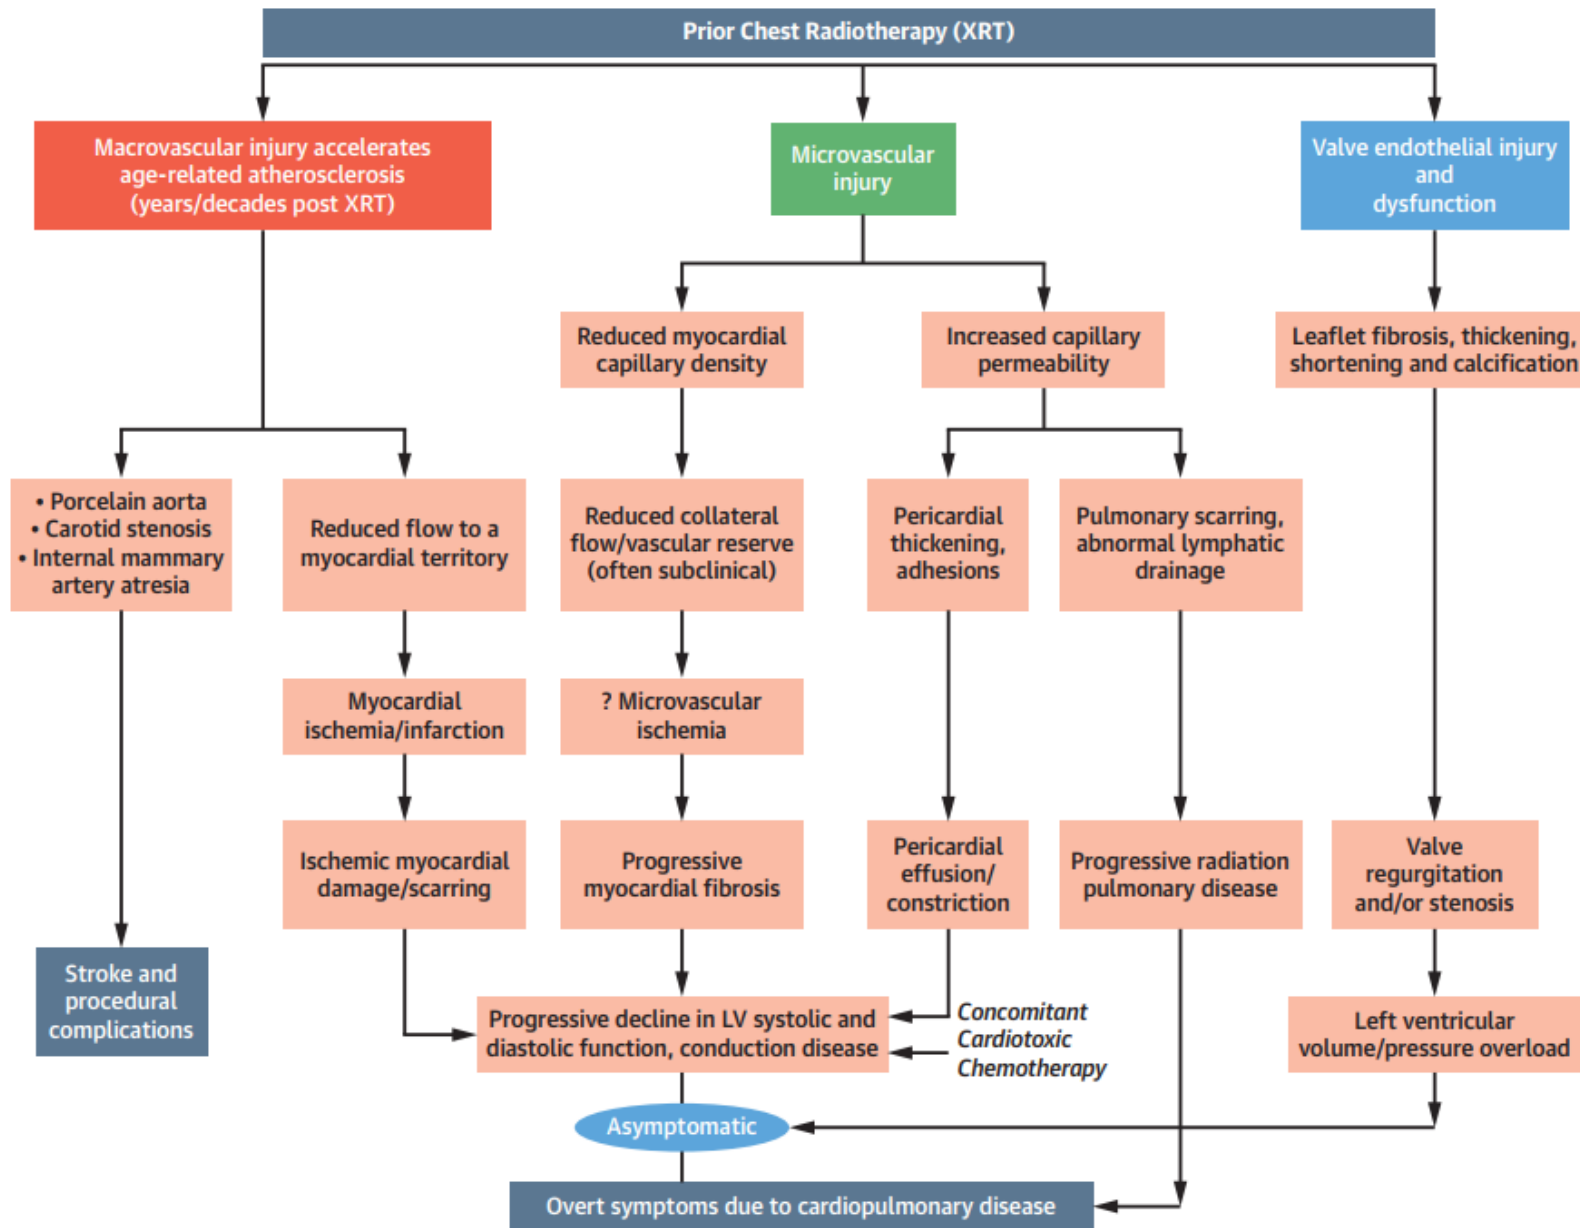 Prior Chest Radiotherapy (XRT)
Macrovascular injury accelerates
age-related atherosclerosis
(years/decades post XRT)
Microvascular
injury
Valve endothelial injury
and
dysfunction
Reduced myocardial
capillary density
Increased capillary
permeability
Leaflet fibrosis, thickening,
shortening and calcification
• Porcelain aorta
• Carotid stenosis
• Internal mammary
artery atresia
Reduced flow to a
myocardial territory
Reduced collateral
flow/vascular reserve
(often subclinical)
Pericardial
thickening,
adhesions
Pulmonary scarring,
abnormal lymphatic
drainage
Myocardial
ischemia/infarction
? Microvascular
ischemia
Ischemic myocardial
damage/scarring
Progressive
myocardial fibrosis
Pericardial
effusion/
constriction
Progressive radiation
pulmonary disease
Valve
regurgitation
and/or stenosis
Stroke and
procedural
complications
Progressive decline in LV systolic and
diastolic function, conduction disease
Concomitant
Cardiotoxic
Chemotherapy
Left ventricular
volume/pressure overload
Asymptomatic
Overt symptoms due to cardiopulmonary disease